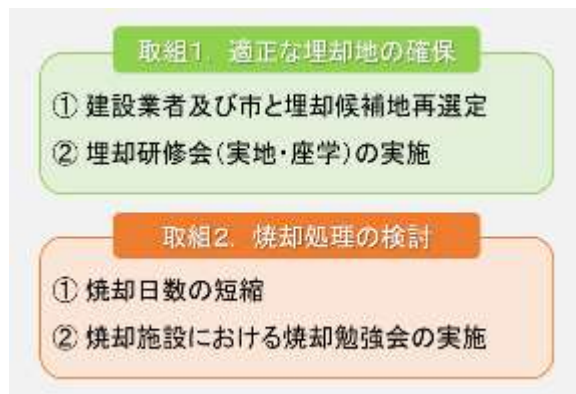 取組1．適正な埋却地の確保
① 建設業者及び市と埋却候補地再選定
② 埋却研修会(実地・座学)の実施
取組2．焼却処理の検討
① 焼却日数の短縮
② 焼却施設における焼却勉強会の実施